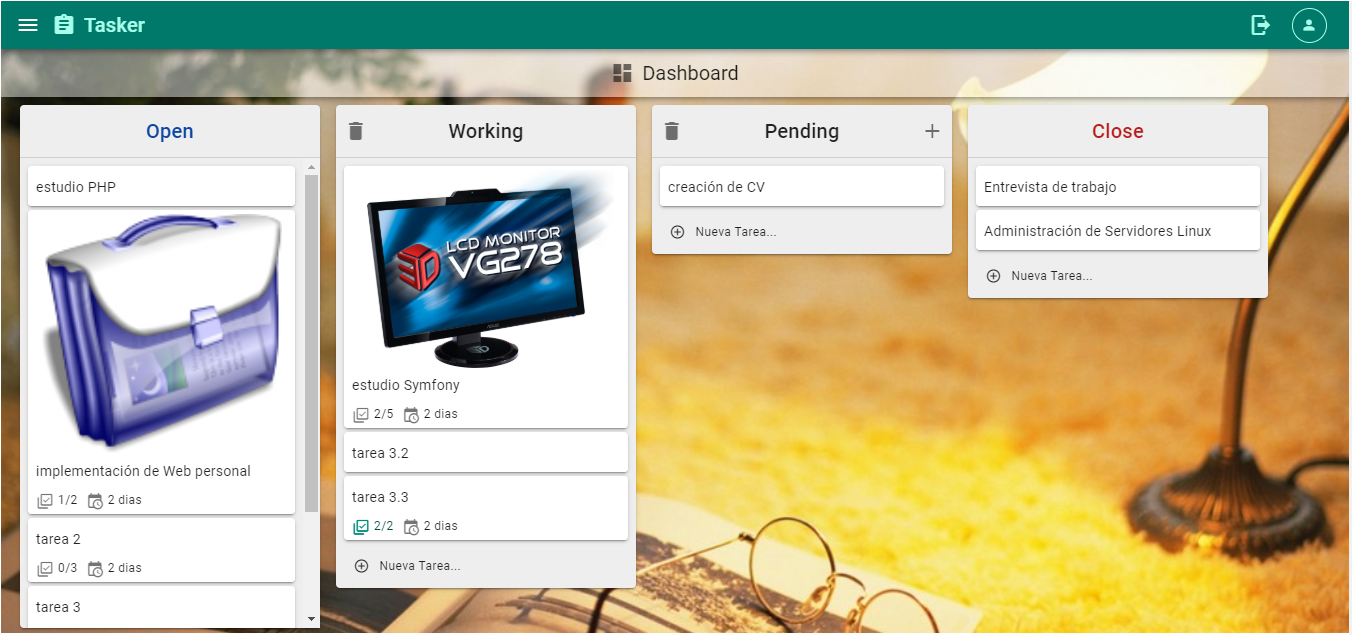 Tasker
Dashboard
Open
estudio PHP
implementación de Web personal
1/2 2 dias
tarea 2
0/3 2 dias
tarea 3
Working
3D LCD MONITOR
VG278
estudio Symfony
2/5 2 dias
tarea 3.2
tarea 3.3
2/2 2 dias
Nueva Tarea...
Pending
creación de CV
Nueva Tarea...
Close
Entrevista de trabajo
Administración de Servidores Linux
Nueva Tarea...